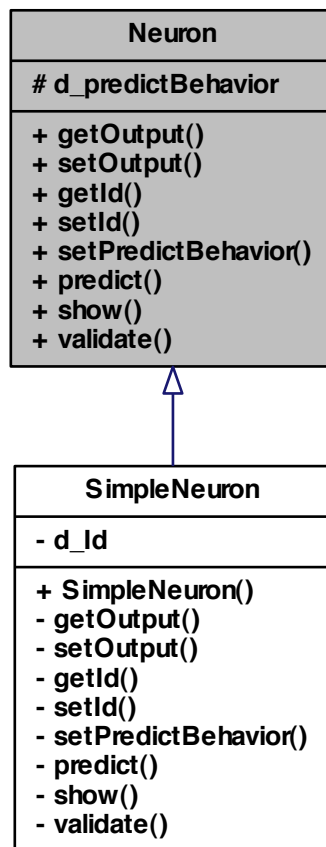 Neuron
# d_predictBehavior
+ getOutput()
+ setOutput()
+ getId()
+ setId()
+ setPredictBehavior()
+ predict()
+ show()
+ validate()
SimpleNeuron
- d_Id
+ SimpleNeuron()
- getOutput()
- setOutput()
- getId()
- setId()
- setPredictBehavior()
- predict()
- show()
- validate()